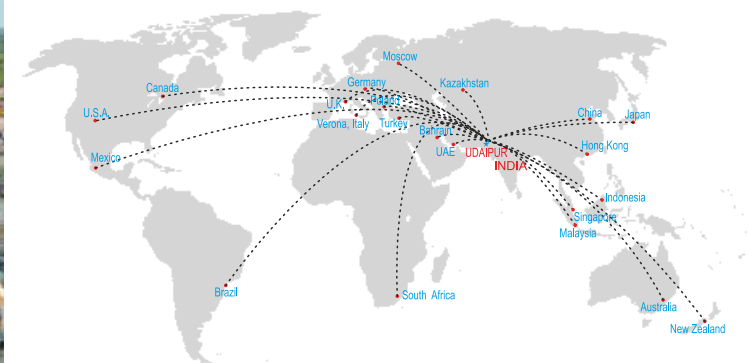 Moscow
Germany
Kazakhstan
Canada
U.K
Poland
U.S.A.
Verona, Italy
Turkey
China
Japan
Bahrain
UAE
UDAIPUR
INDIA
Hong Kong
Mexico
Indonesia
Singapore
Malaysia
Brazil
South Africa
Australia
New Zealand